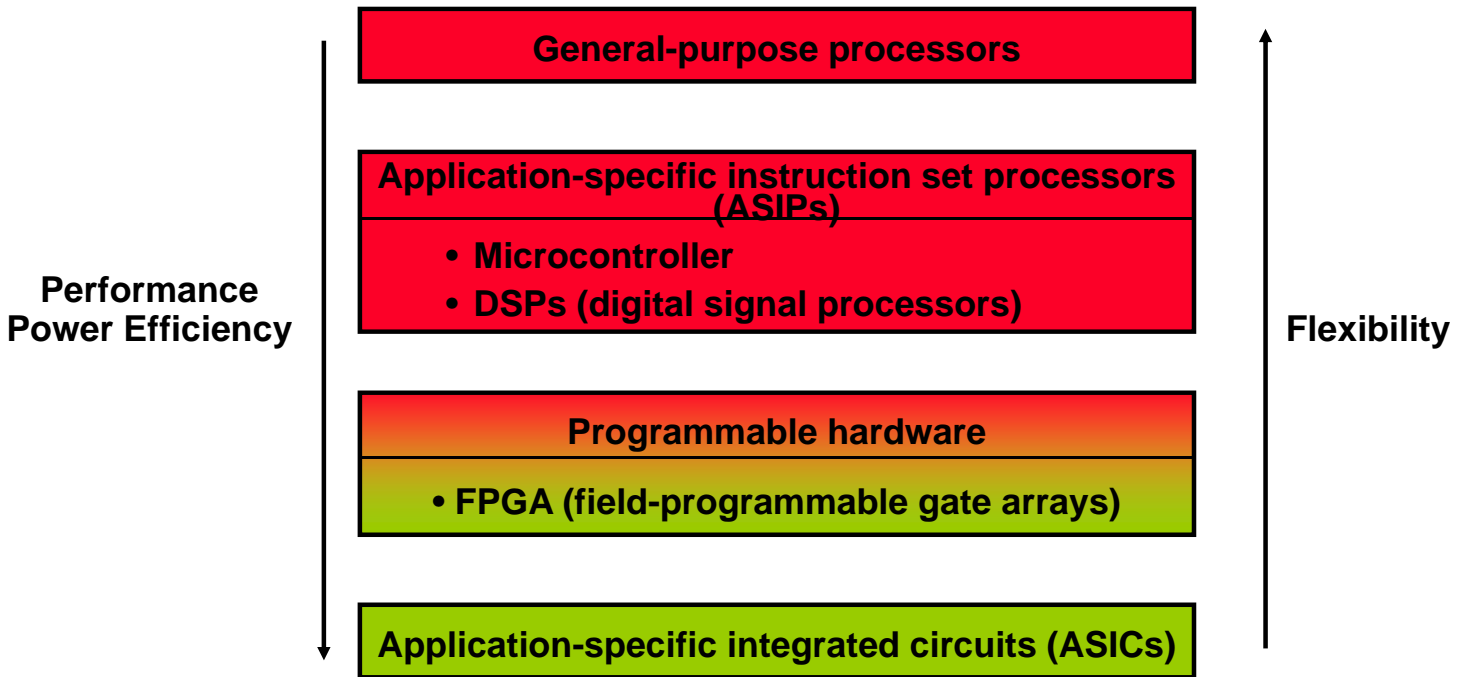 General-purpose processors
Application-specific instruction set processors
(ASIPs)
• Microcontroller
• DSPs (digital signal processors)
Performance
Power Efficiency
Flexibility
Programmable hardware
• FPGA (field-programmable gate arrays)
Application-specific integrated circuits (ASICs)